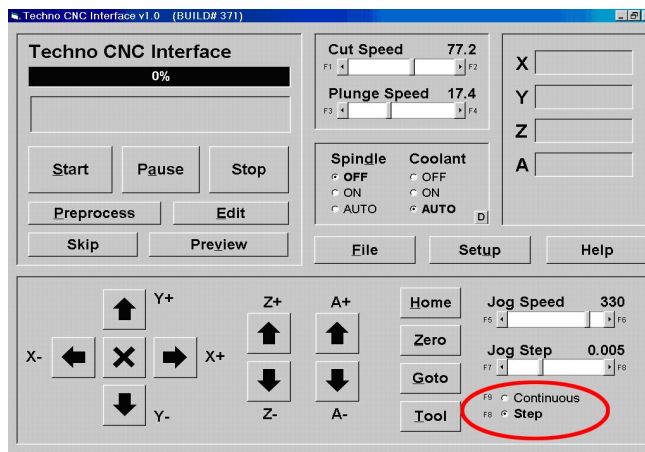 Techno CNC Interface v1.0 (BUILD# 371)
Techno CNC Interface
0%
Start Pause Stop
Preprocess Edit
Skip Preview
Cut Speed 77.2
F1 F2
Plunge Speed 17.4
F3 F4
Spindle Coolant
OFF OFF
ON ON
AUTO AUTO
D
X
Y
Z
A
File Setup Help
Y+
X- X+
Y-
Z+ A+
Z- A-
Home
Zero
Goto
Tool
Jog Speed 330
F5 F6
Jog Step 0.005
F7 F8
F9 Continuous
F8 Step